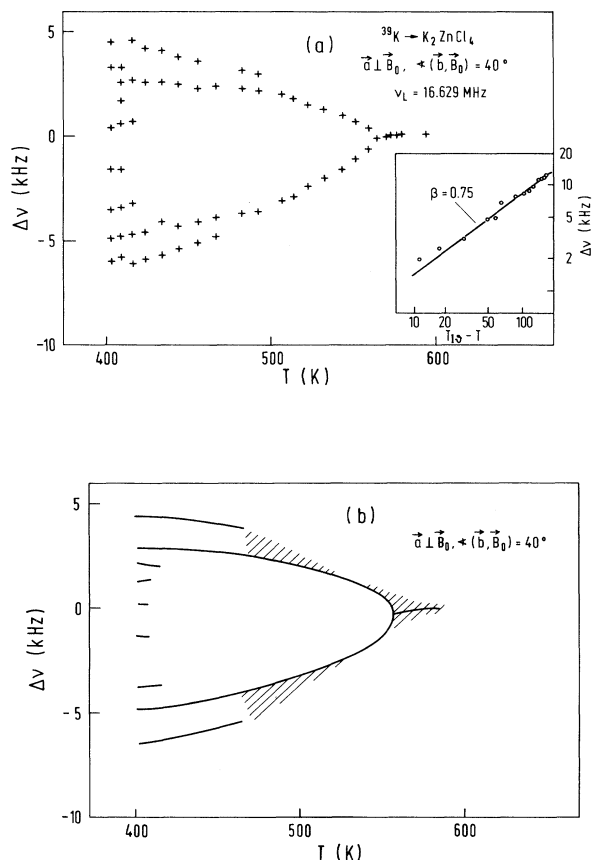 (a)
³⁹K → K₂ZnCl₄
a⃗ ⊥ B⃗₀, ∢ (b⃗, B⃗₀) = 40°
ν_L = 16.629 MHz
5
0
-5
-10
Δν (kHz)
400
500
600
T (K)
β = 0.75
20
10
5
2
Δν (kHz)
10
20
50
100
T_I-0 − T
(b)
a⃗ ⊥ B⃗₀, ∢ (b⃗, B⃗₀) = 40°
5
0
-5
-10
Δν (kHz)
400
500
600
T (K)